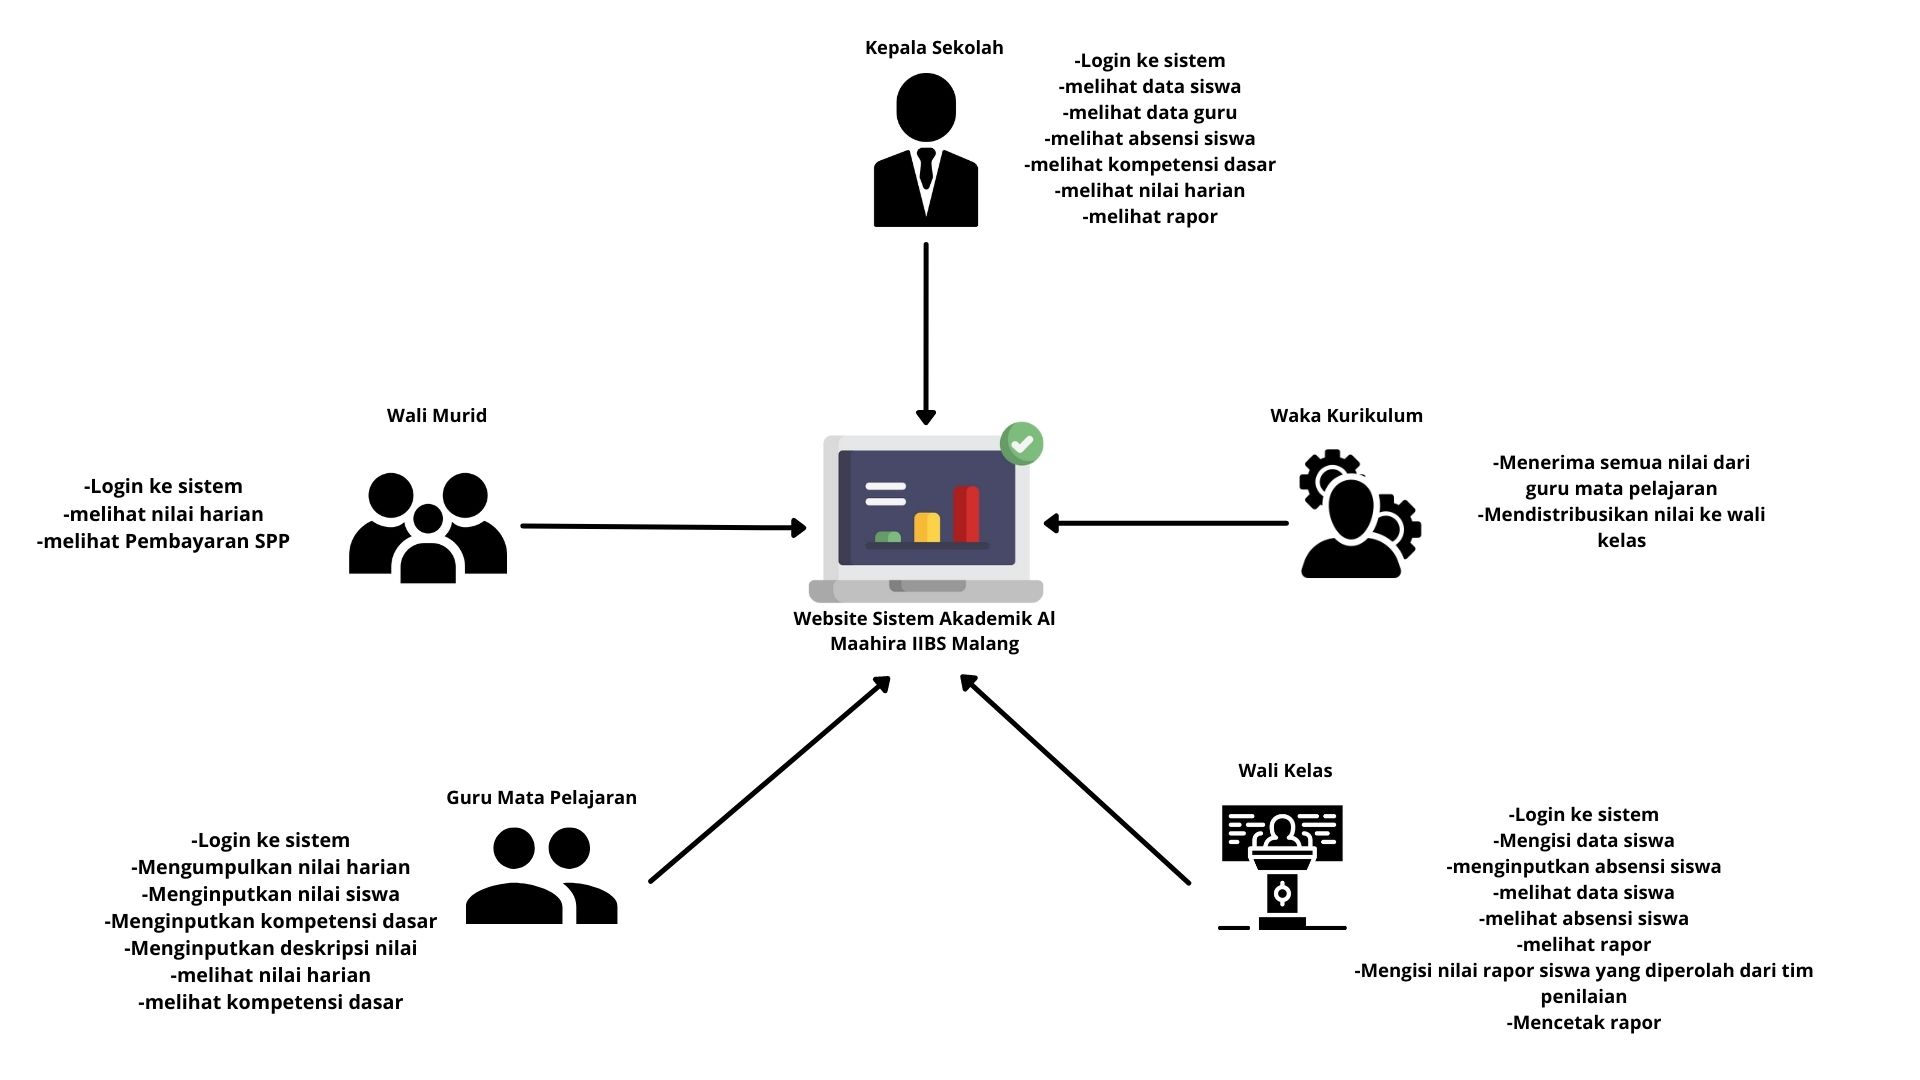 Kepala Sekolah
-Login ke sistem
-melihat data siswa
-melihat data guru
-melihat absensi siswa
-melihat kompetensi dasar
-melihat nilai harian
-melihat rapor
Wali Murid
-Login ke sistem
-melihat nilai harian
-melihat Pembayaran SPP
Waka Kurikulum
-Menerima semua nilai dari
guru mata pelajaran
-Mendistribusikan nilai ke wali
kelas
Website Sistem Akademik Al
Maahira IIBS Malang
Guru Mata Pelajaran
-Login ke sistem
-Mengumpulkan nilai harian
-Menginputkan nilai siswa
-Menginputkan kompetensi dasar
-Menginputkan deskripsi nilai
-melihat nilai harian
-melihat kompetensi dasar
Wali Kelas
-Login ke sistem
-Mengisi data siswa
-menginputkan absensi siswa
-melihat data siswa
-melihat absensi siswa
-melihat rapor
-Mengisi nilai rapor siswa yang diperolah dari tim
penilaian
-Mencetak rapor